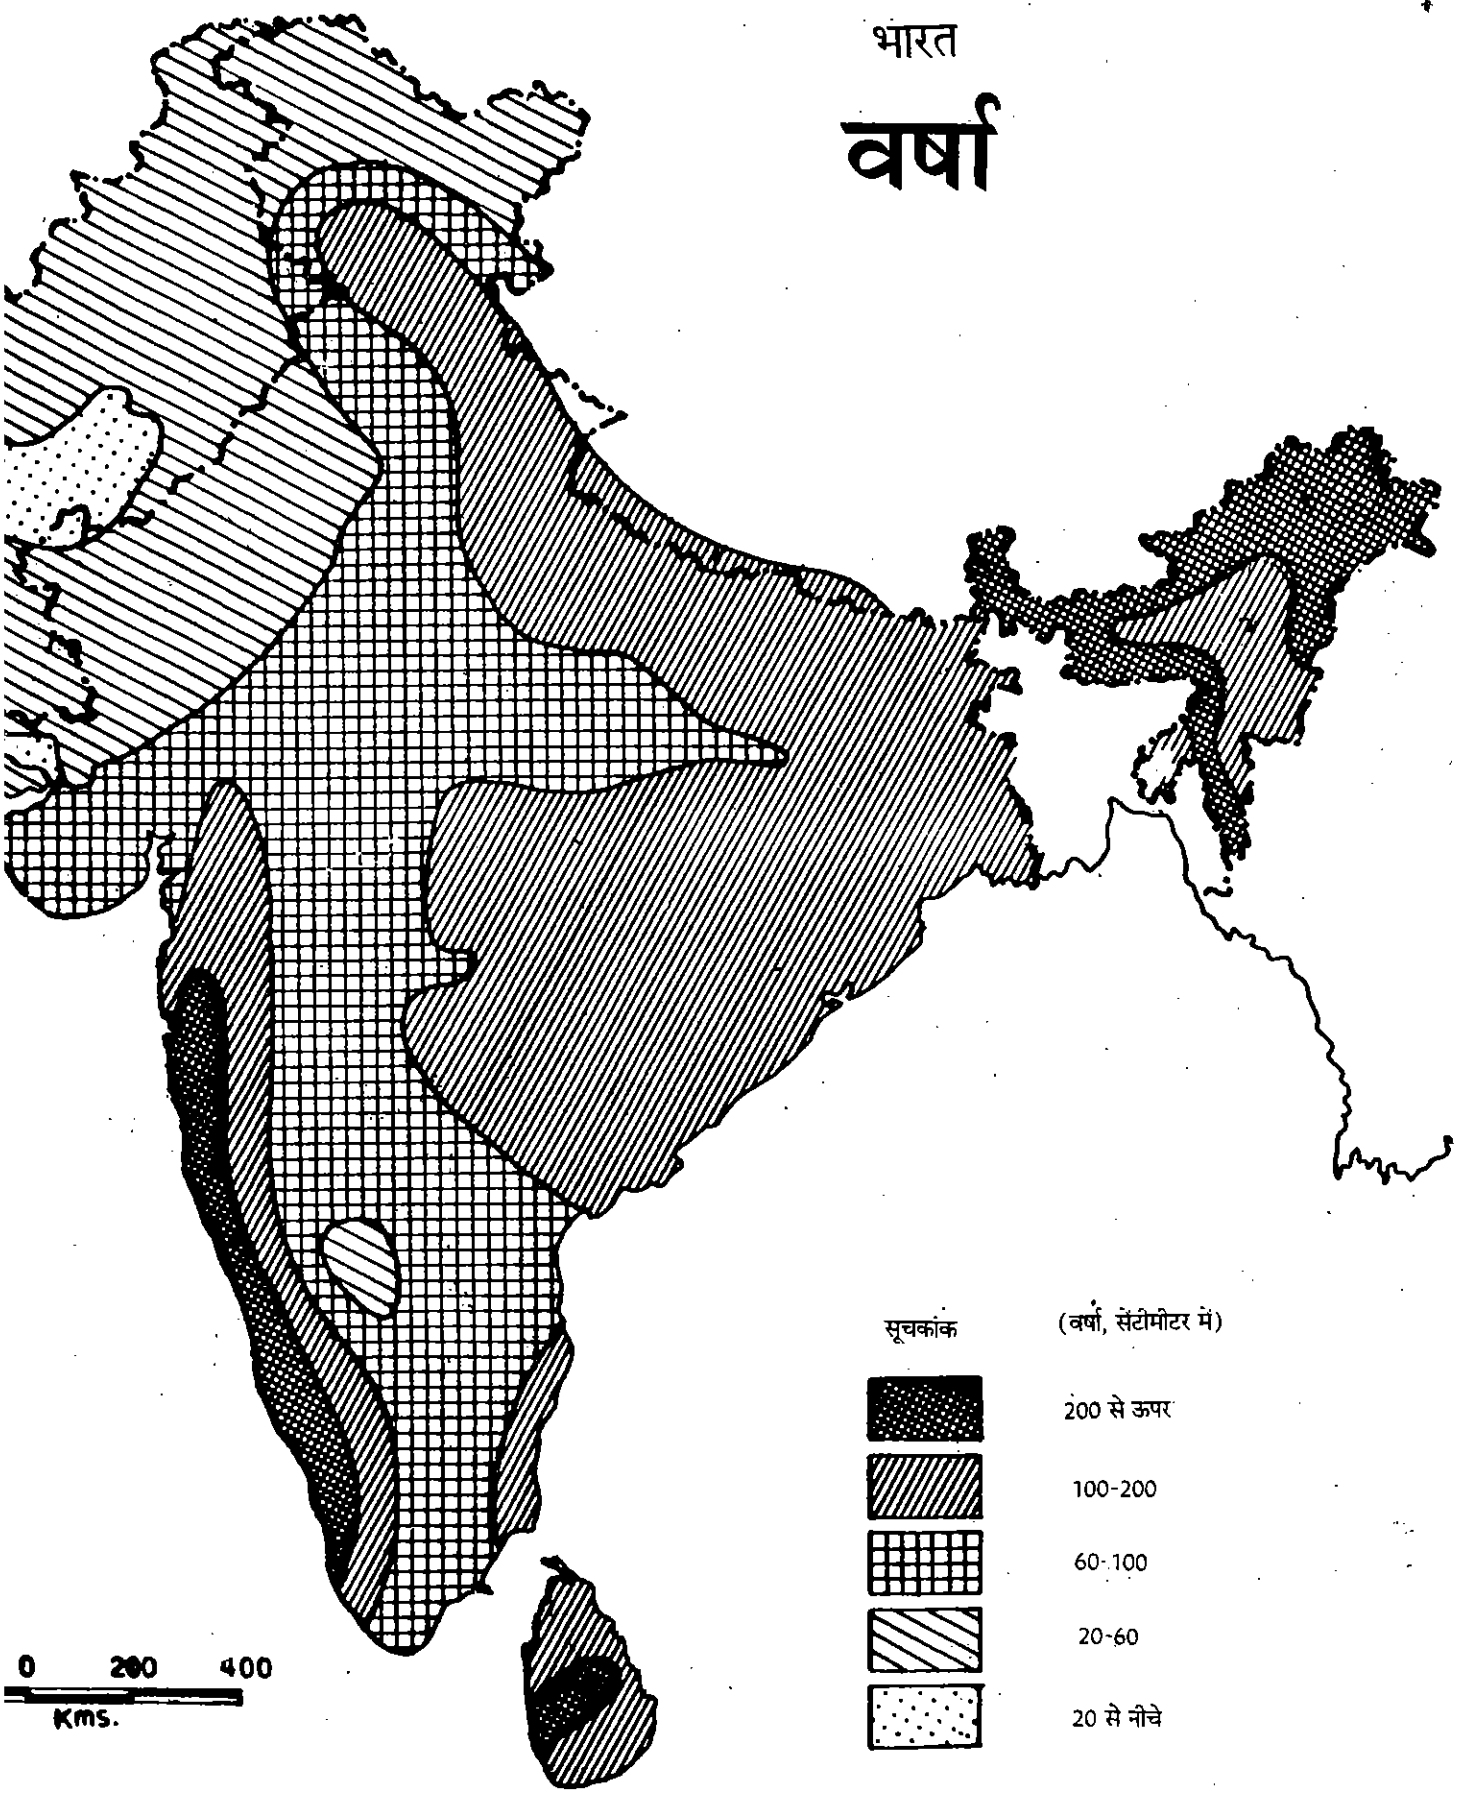 भारत
वर्षा
सूचकांक
(वर्षा, सेंटीमीटर में)
200 से ऊपर
100-200
60-100
20-60
20 से नीचे
0 200 400
Kms.